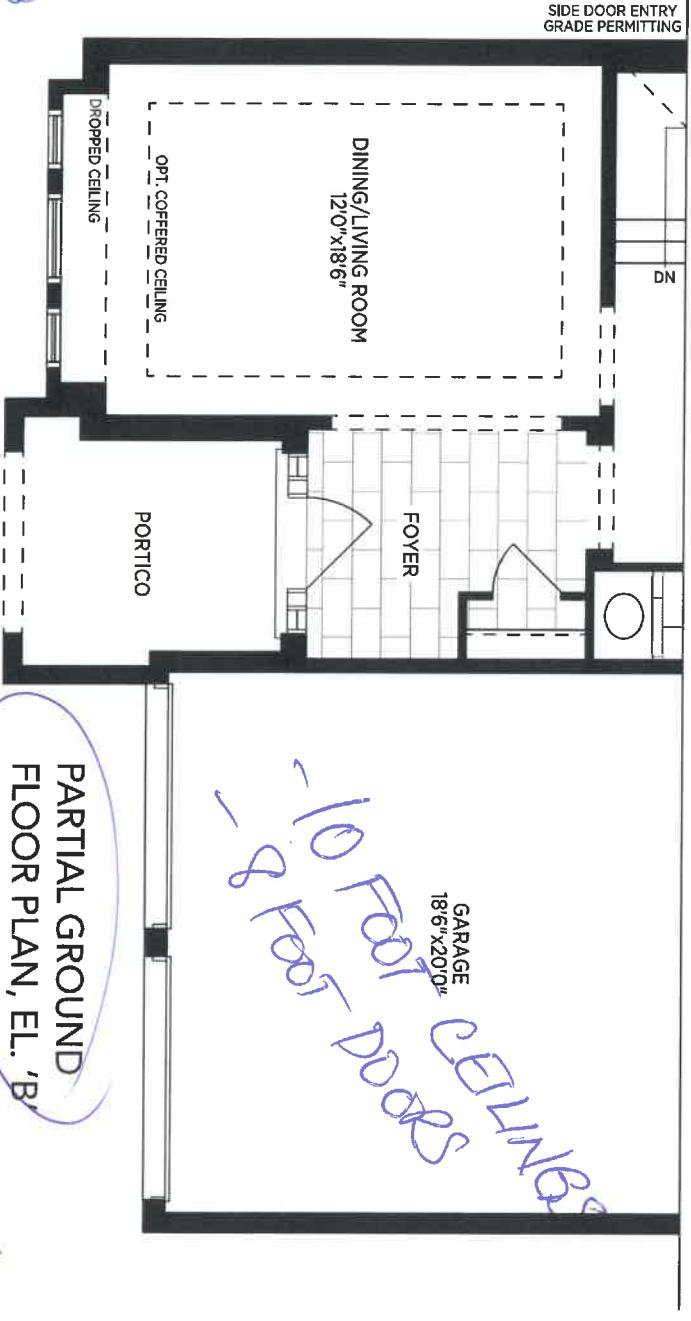 SIDE DOOR ENTRY
GRADE PERMITTING
DN
DINING/LIVING ROOM
12'0"x18'6"
OPT. COFFERED CEILING
DROPPED CEILING
FOYER
PORTICO
GARAGE
18'6"x20'0"
-10 FOOT CEILINGS
- 8 FOOT DOORS
PARTIAL GROUND
FLOOR PLAN, EL. 'B'